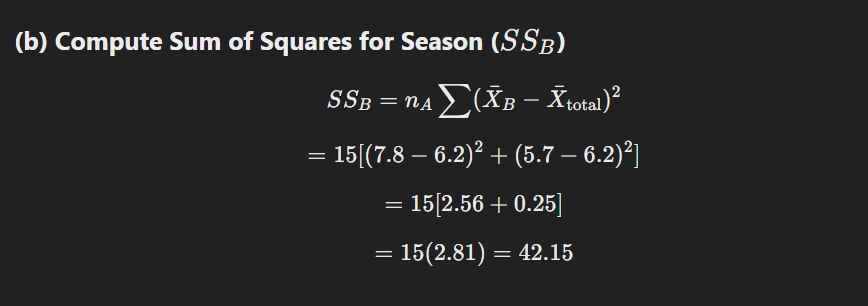 (b) Compute Sum of Squares for Season (SS_B)
SS_B = n_A ∑(X̄_B − X̄_total)²
= 15[(7.8 − 6.2)² + (5.7 − 6.2)²]
= 15[2.56 + 0.25]
= 15(2.81) = 42.15